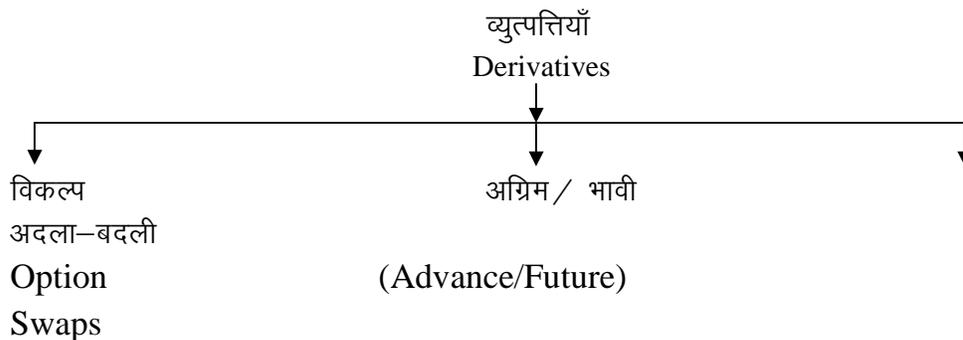 व्युत्पत्तियाँ
Derivatives
विकल्प अग्रिम / भावी
अदला–बदली
Option (Advance/Future)
Swaps